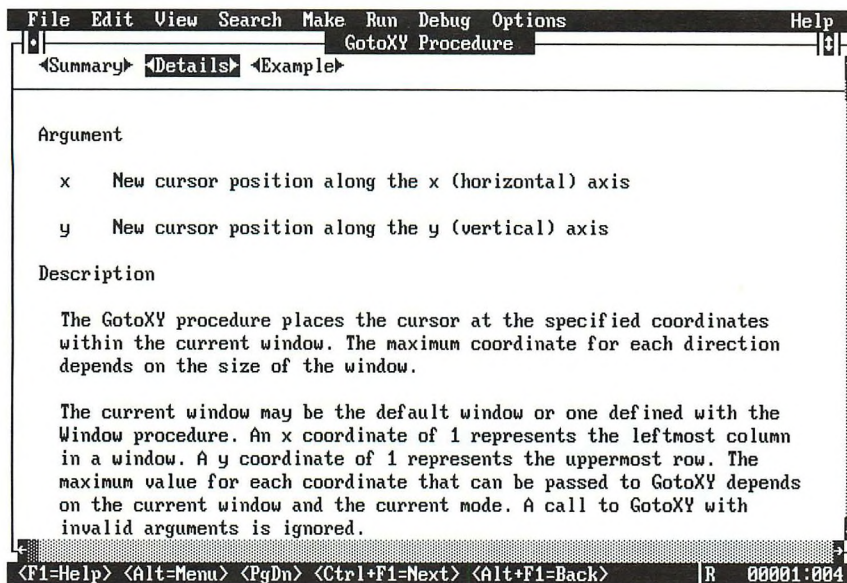 File Edit View Search Make Run Debug Options Help
GotoXY Procedure
◄Summary► ◄Details► ◄Example►
Argument
x New cursor position along the x (horizontal) axis
y New cursor position along the y (vertical) axis
Description
The GotoXY procedure places the cursor at the specified coordinates
within the current window. The maximum coordinate for each direction
depends on the size of the window.
The current window may be the default window or one defined with the
Window procedure. An x coordinate of 1 represents the leftmost column
in a window. A y coordinate of 1 represents the uppermost row. The
maximum value for each coordinate that can be passed to GotoXY depends
on the current window and the current mode. A call to GotoXY with
invalid arguments is ignored.
<F1=Help> <Alt=Menu> <PgDn> <Ctrl+F1=Next> <Alt+F1=Back> R 00001:004